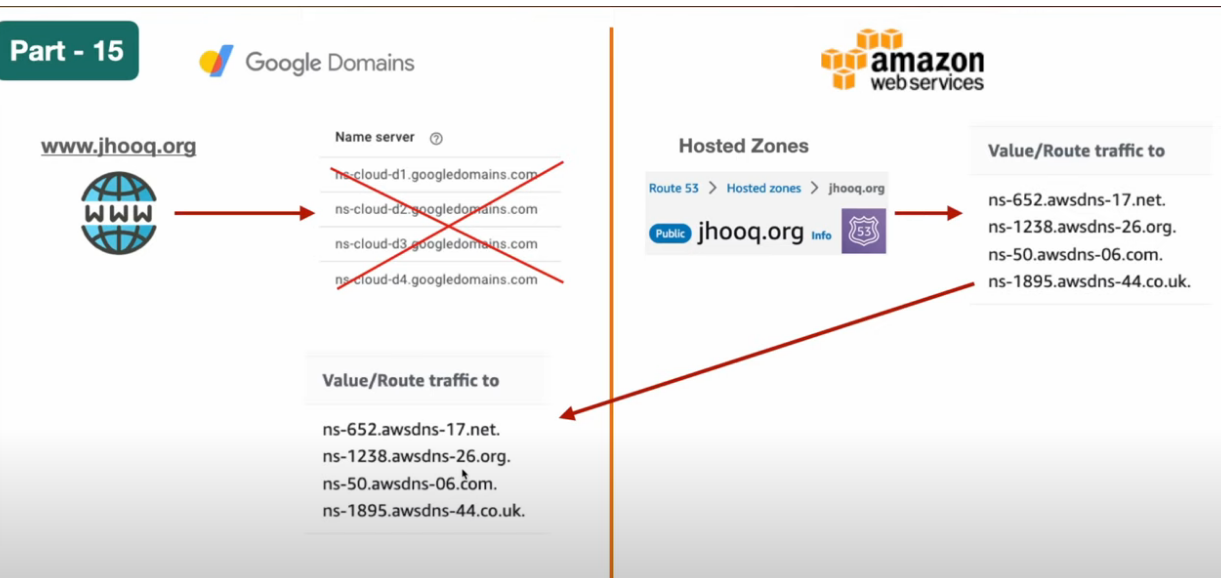 Part - 15
Google Domains
www.jhooq.org
WWW
Name server ?
ns-cloud-d1.googledomains.com
ns-cloud-d2.googledomains.com
ns-cloud-d3.googledomains.com
ns-cloud-d4.googledomains.com
Value/Route traffic to
ns-652.awsdns-17.net.
ns-1238.awsdns-26.org.
ns-50.awsdns-06.com.
ns-1895.awsdns-44.co.uk.
amazon
webservices
Hosted Zones
Route 53 > Hosted zones > jhooq.org
Public jhooq.org Info 53
Value/Route traffic to
ns-652.awsdns-17.net.
ns-1238.awsdns-26.org.
ns-50.awsdns-06.com.
ns-1895.awsdns-44.co.uk.